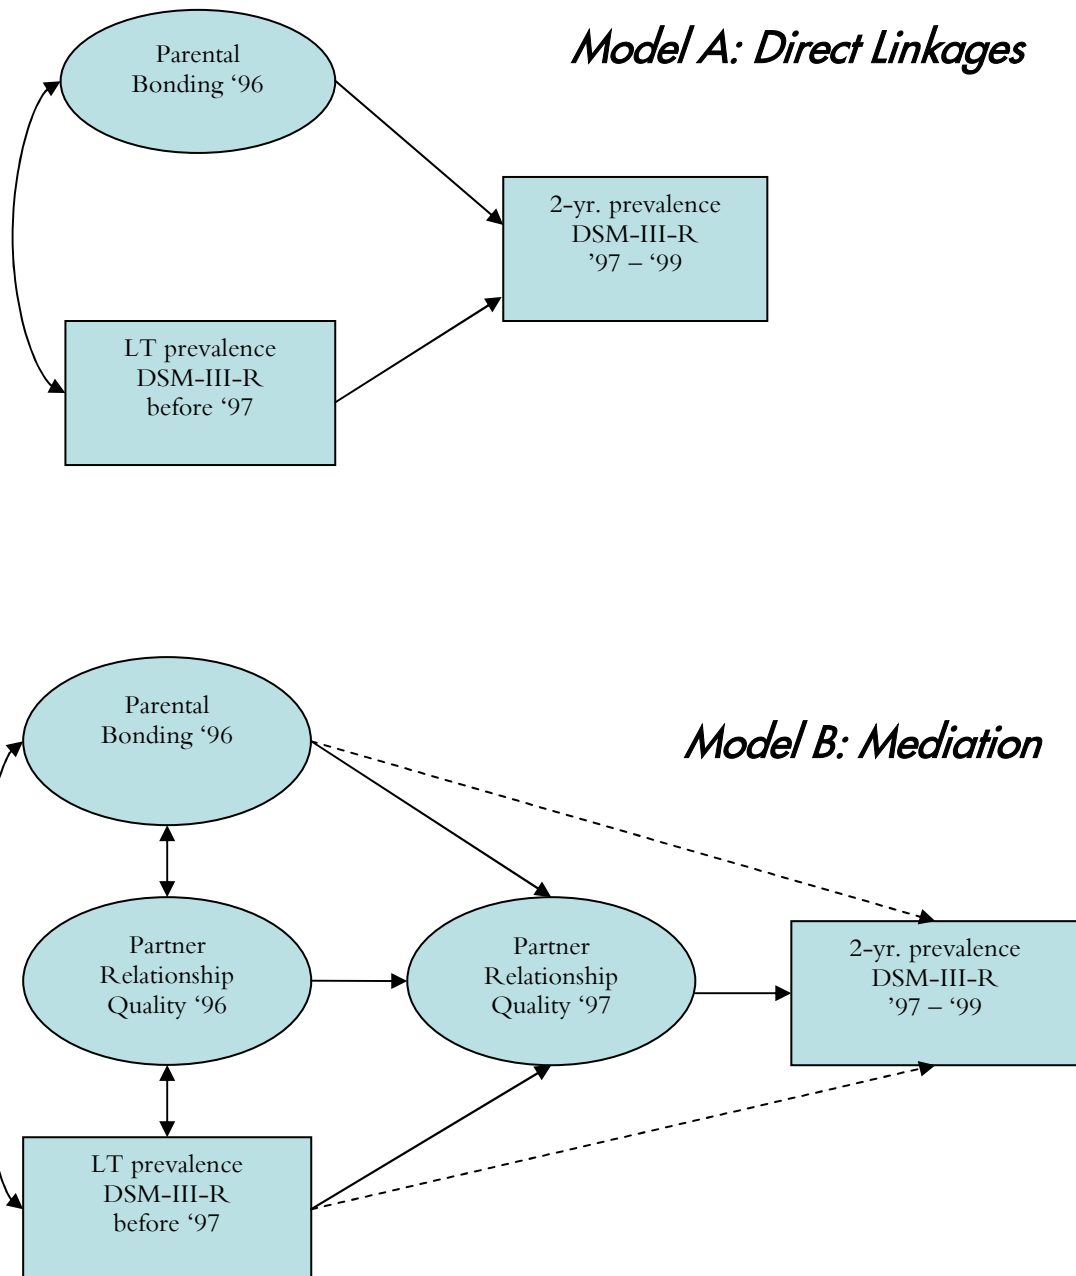 Model A: Direct Linkages
Parental
Bonding ‘96
2-yr. prevalence
DSM-III-R
’97 – ‘99
LT prevalence
DSM-III-R
before ‘97
Model B: Mediation
Parental
Bonding ‘96
Partner
Relationship
Quality ‘96
Partner
Relationship
Quality ‘97
2-yr. prevalence
DSM-III-R
’97 – ‘99
LT prevalence
DSM-III-R
before ‘97